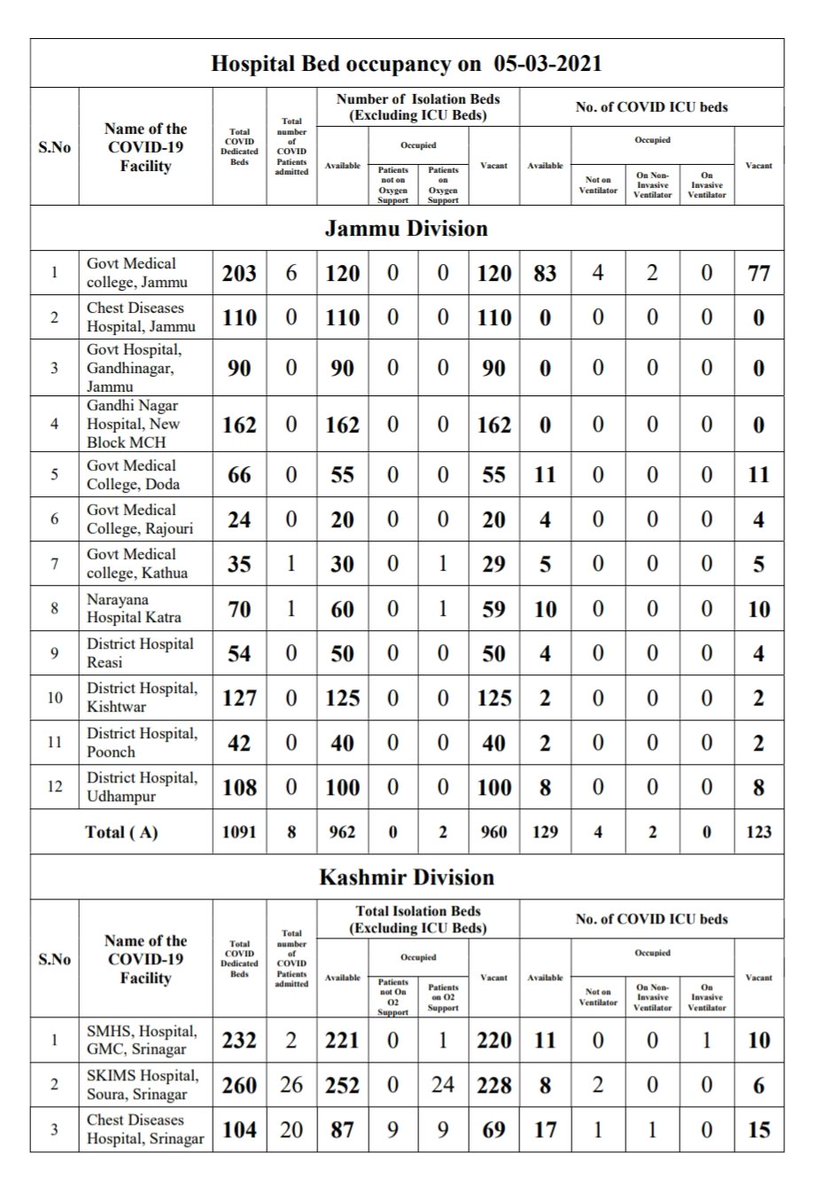 Hospital Bed occupancy on 05-03-2021
S.No
Name of the
COVID-19
Facility
Total
COVID
Dedicated
Beds
Total
number
of
COVID
Patients
admitted
Number of Isolation Beds
(Excluding ICU Beds)
No. of COVID ICU beds
Available
Occupied
Vacant
Available
Occupied
Vacant
Patients
not on
Oxygen
Support
Patients
on
Oxygen
Support
Not on
Ventilator
On Non-
Invasive
Ventilator
On
Invasive
Ventilator
Jammu Division
1 Govt Medical
college, Jammu 203 6 120 0 0 120 83 4 2 0 77
2 Chest Diseases
Hospital, Jammu 110 0 110 0 0 110 0 0 0 0 0
3 Govt Hospital,
Gandhinagar,
Jammu 90 0 90 0 0 90 0 0 0 0 0
4 Gandhi Nagar
Hospital, New
Block MCH 162 0 162 0 0 162 0 0 0 0 0
5 Govt Medical
College, Doda 66 0 55 0 0 55 11 0 0 0 11
6 Govt Medical
College, Rajouri 24 0 20 0 0 20 4 0 0 0 4
7 Govt Medical
college, Kathua 35 1 30 0 1 29 5 0 0 0 5
8 Narayana
Hospital Katra 70 1 60 0 1 59 10 0 0 0 10
9 District Hospital
Reasi 54 0 50 0 0 50 4 0 0 0 4
10 District Hospital,
Kishtwar 127 0 125 0 0 125 2 0 0 0 2
11 District Hospital,
Poonch 42 0 40 0 0 40 2 0 0 0 2
12 District Hospital,
Udhampur 108 0 100 0 0 100 8 0 0 0 8
Total ( A) 1091 8 962 0 2 960 129 4 2 0 123
Kashmir Division
S.No
Name of the
COVID-19
Facility
Total
COVID
Dedicated
Beds
Total
number
of
COVID
Patients
admitted
Total Isolation Beds
(Excluding ICU Beds)
No. of COVID ICU beds
Available
Occupied
Vacant
Available
Occupied
Vacant
Patients
not On
O2
Support
Patients
on O2
Support
Not on
Ventilator
On Non-
Invasive
Ventilator
On
Invasive
Ventilator
1 SMHS, Hospital,
GMC, Srinagar 232 2 221 0 1 220 11 0 0 1 10
2 SKIMS Hospital,
Soura, Srinagar 260 26 252 0 24 228 8 2 0 0 6
3 Chest Diseases
Hospital, Srinagar 104 20 87 9 9 69 17 1 1 0 15